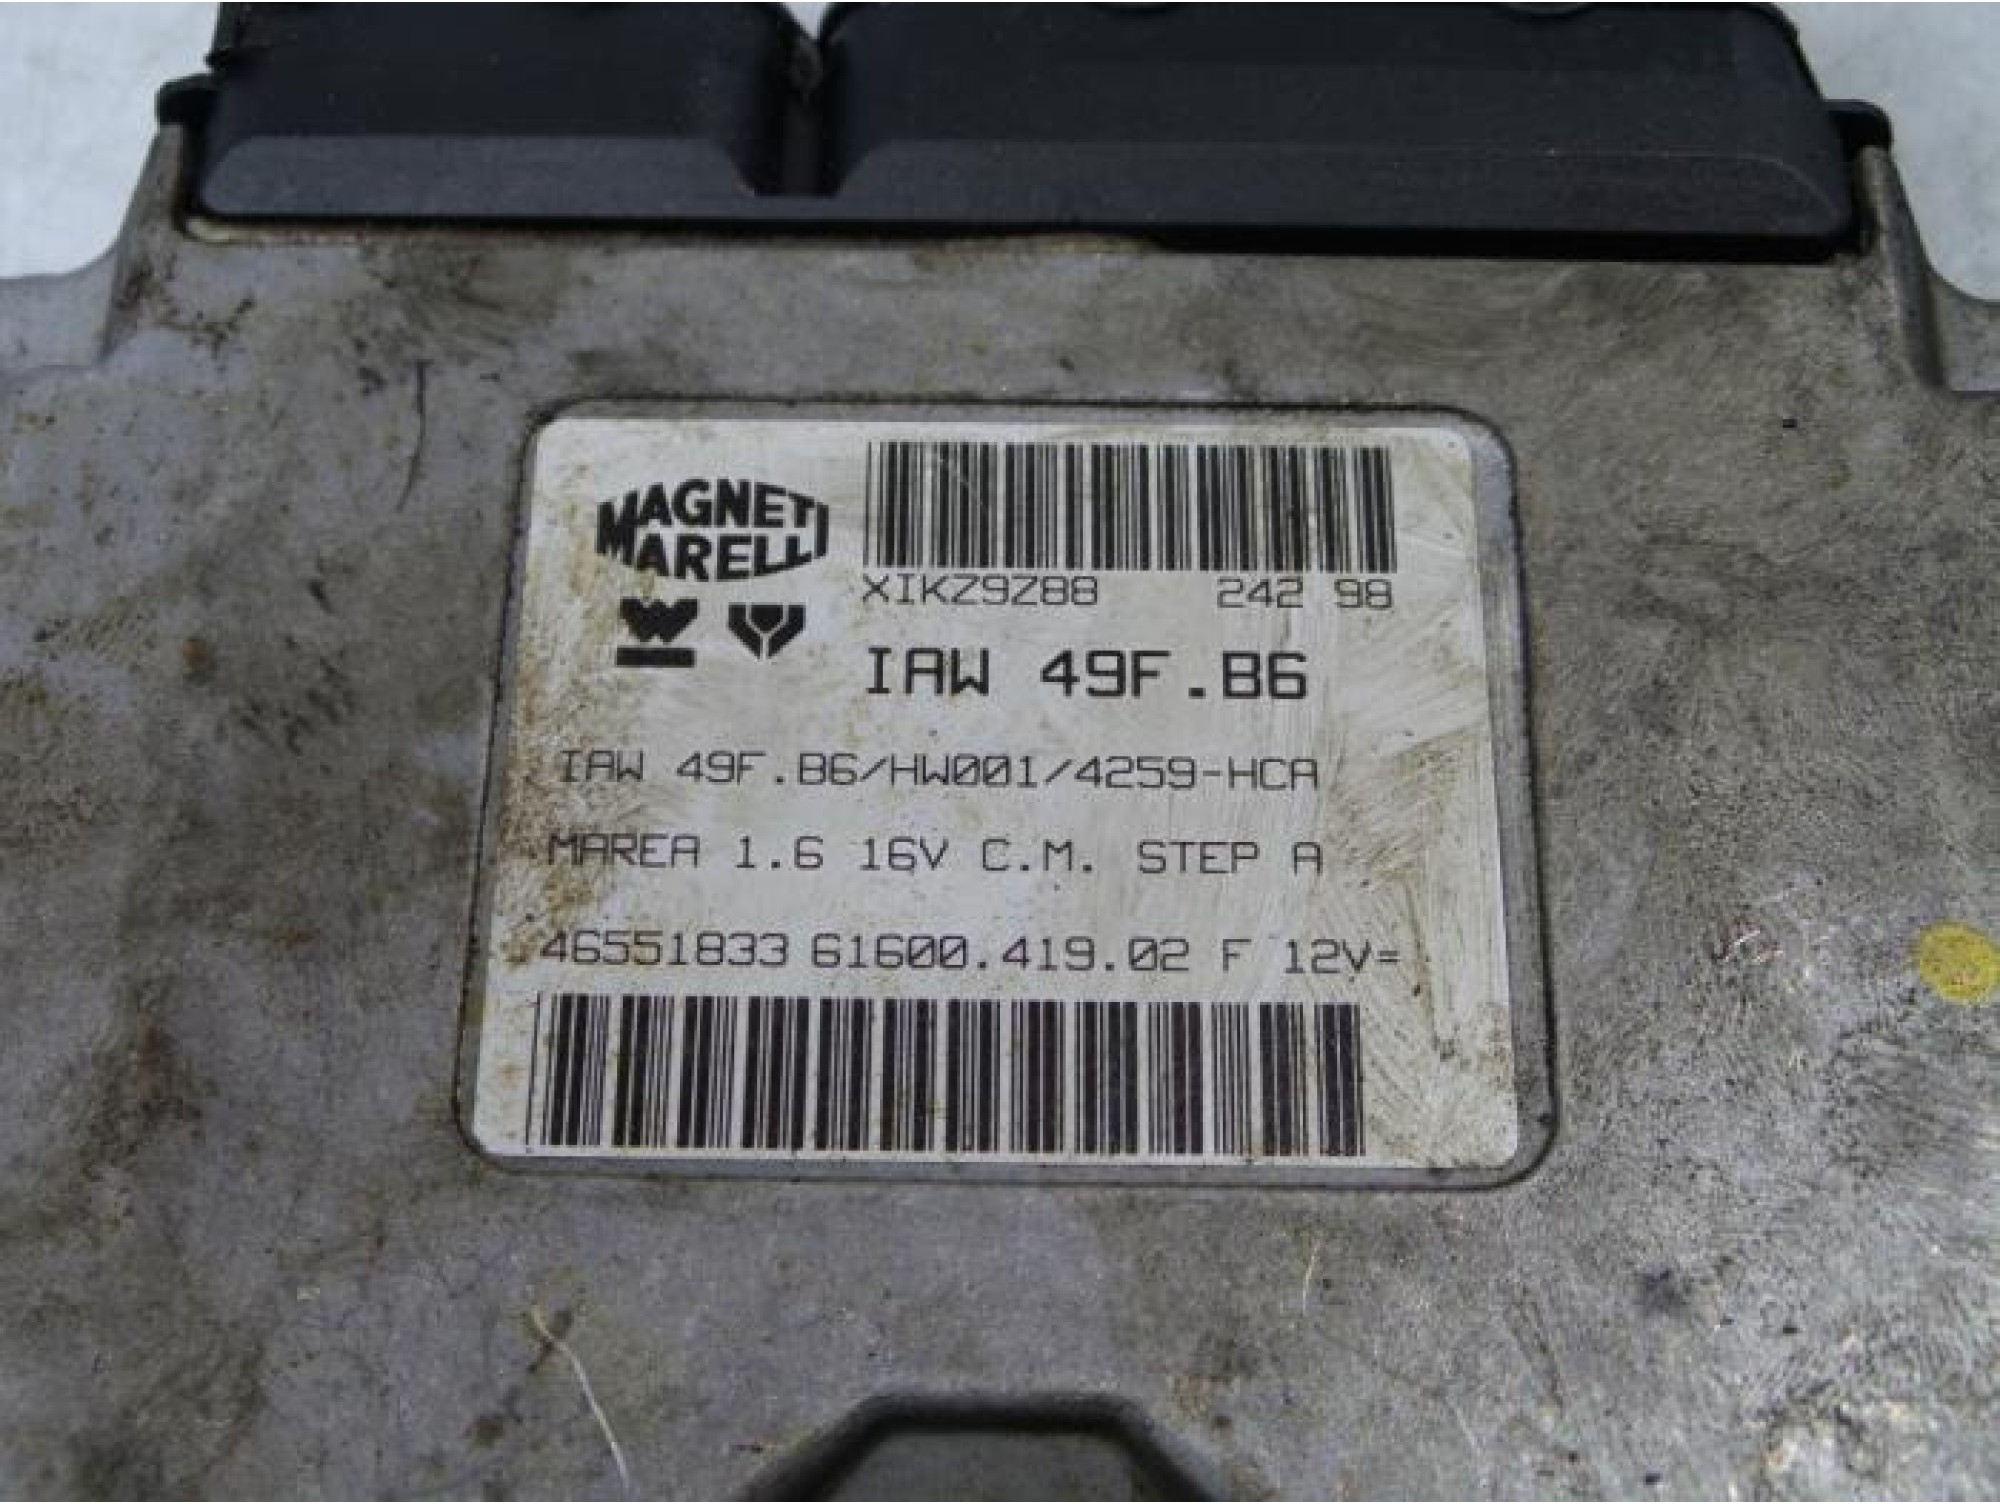 MAGNETI
MARELLI
XIKZ9Z88 242 98
IAW 49F.B6
IAW 49F.B6/HW001/4259-HCA
MAREA 1.6 16V C.M. STEP A
46551833 61600.419.02 F 12V=